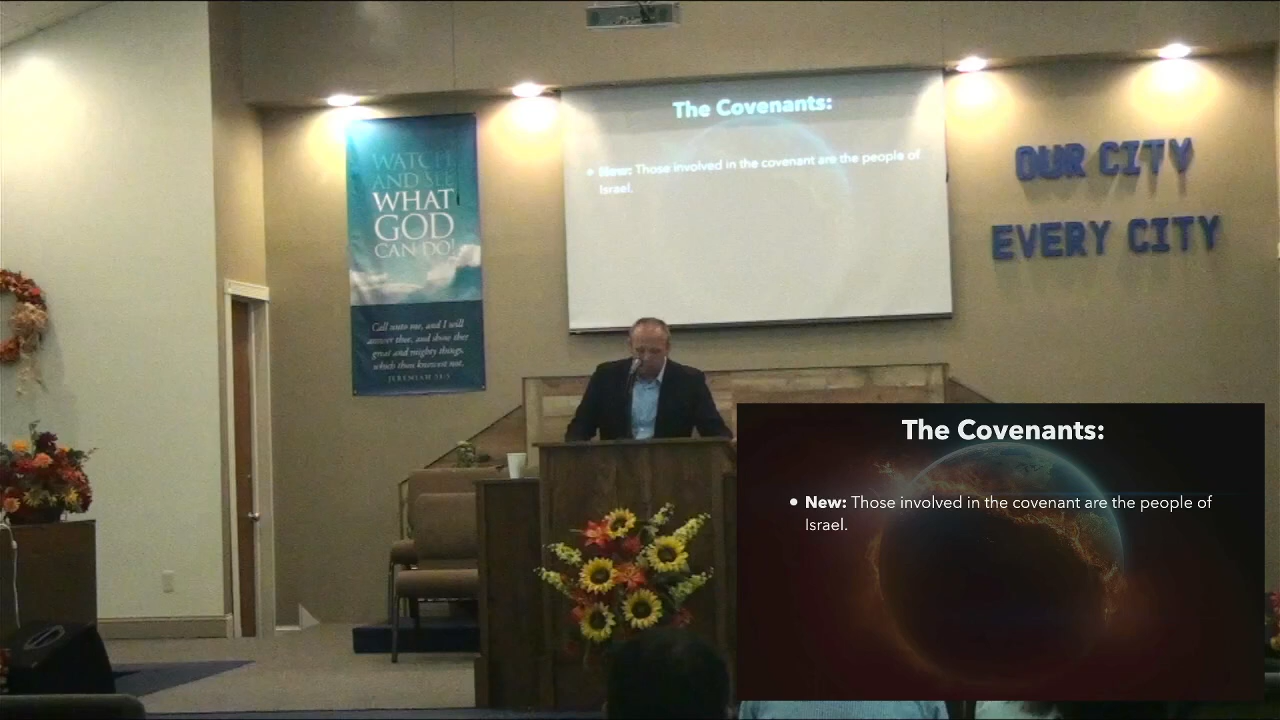 WATCH
AND SEE
WHAT
GOD
CAN DO!
Call unto me, and I will
answer thee, and show thee
great and mighty things,
which thou knowest not.
The Covenants:
• New: Those involved in the covenant are the people of
Israel.
OUR CITY
EVERY CITY
The Covenants:
• New: Those involved in the covenant are the people of
Israel.